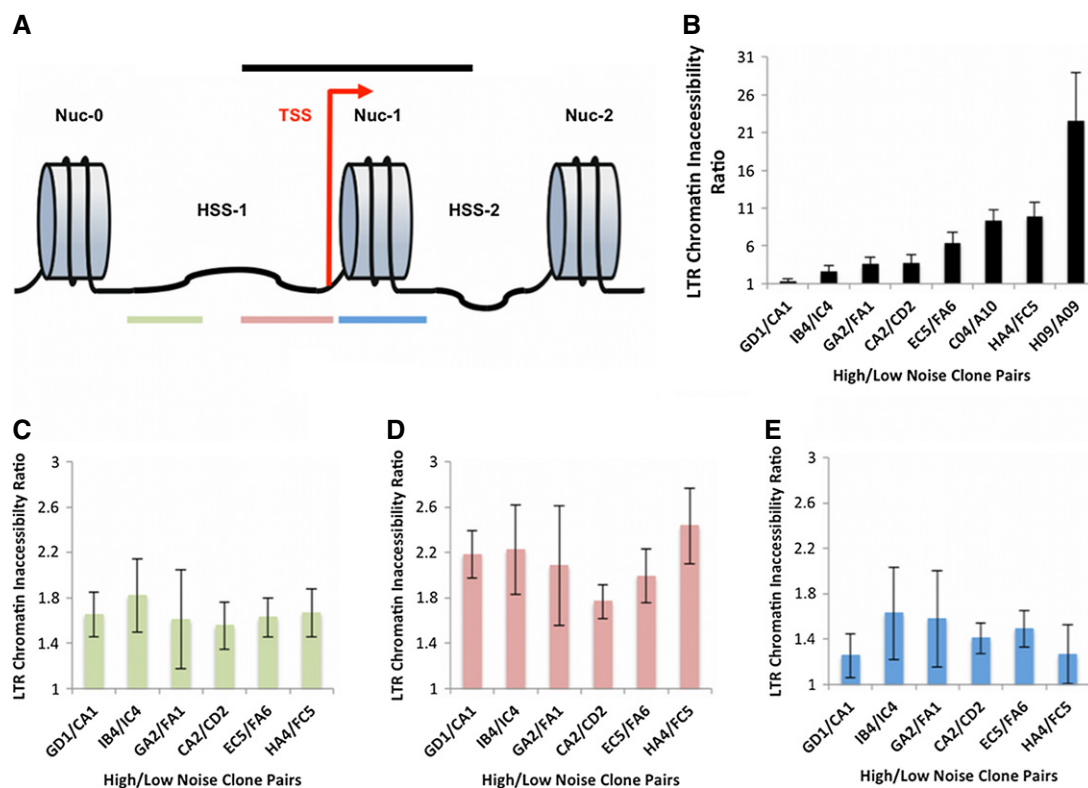 A
Nuc-0
TSS
Nuc-1
Nuc-2
HSS-1
HSS-2
B
LTR Chromatin Inaceessibility
Ratio
31
26
21
16
11
6
1
GD1/CA1
IB4/IC4
GA2/FA1
CA2/CD2
EC5/FA6
C04/A10
HA4/FC5
H09/A09
High/Low Noise Clone Pairs
C
LTR Chromatin Inaccessibility Ratio
3
2.6
2.2
1.8
1.4
1
GD1/CA1
IB4/IC4
GA2/FA1
CA2/CD2
EC5/FA6
HA4/FC5
High/Low Noise Clone Pairs
D
LTR Chromatin Inaccessibility Ratio
3
2.6
2.2
1.8
1.4
1
GD1/CA1
IB4/IC4
GA2/FA1
CA2/CD2
EC5/FA6
HA4/FC5
High/Low Noise Clone Pairs
E
LTR Chromatin Inaccessibility Ratio
3
2.6
2.2
1.8
1.4
1
GD1/CA1
IB4/IC4
GA2/FA1
CA2/CD2
EC5/FA6
HA4/FC5
High/Low Noise Clone Pairs